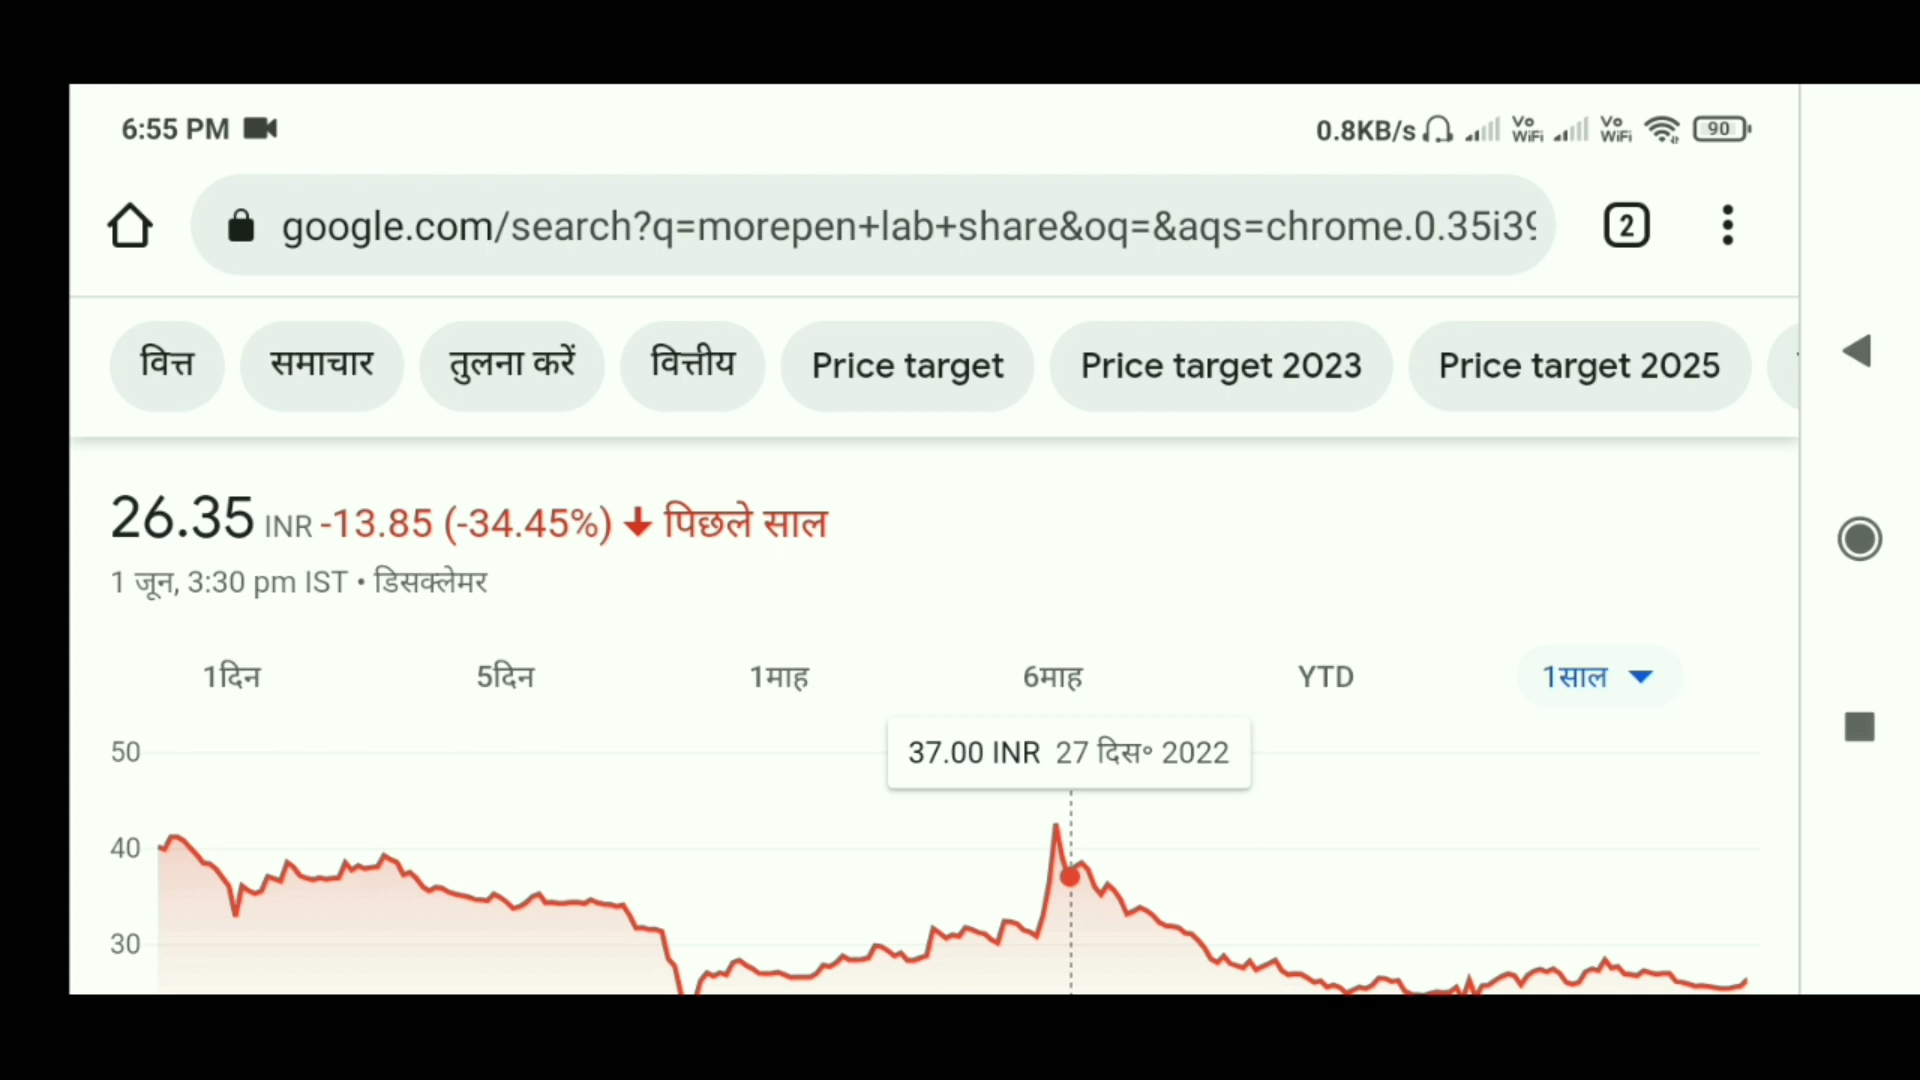 6:55 PM 0.8KB/s Vo WiFi Vo WiFi 90
google.com/search?q=morepen+lab+share&oq=&aqs=chrome.0.35i39 2
वित्त समाचार तुलना करें वित्तीय Price target Price target 2023 Price target 2025
26.35 INR -13.85 (-34.45%) पिछले साल
1 जून, 3:30 pm IST • डिसक्लेमर
1दिन 5दिन 1माह 6माह YTD 1साल
37.00 INR 27 दिस॰ 2022
50
40
30